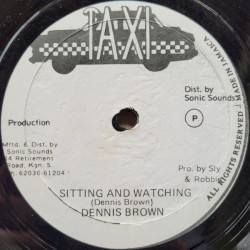 TAXI
Dist. by
Sonic Sounds
Production
P
Mftd. & Dist. by
Sonic Sounds
14 Retirement
Road, Kgn. 5.
Ph. 62036-61204
Pro. by Sly
& Robbie
SITTING AND WATCHING
(Dennis Brown)
DENNIS BROWN
ALL RIGHTS RESERVED
MADE IN JAMAICA